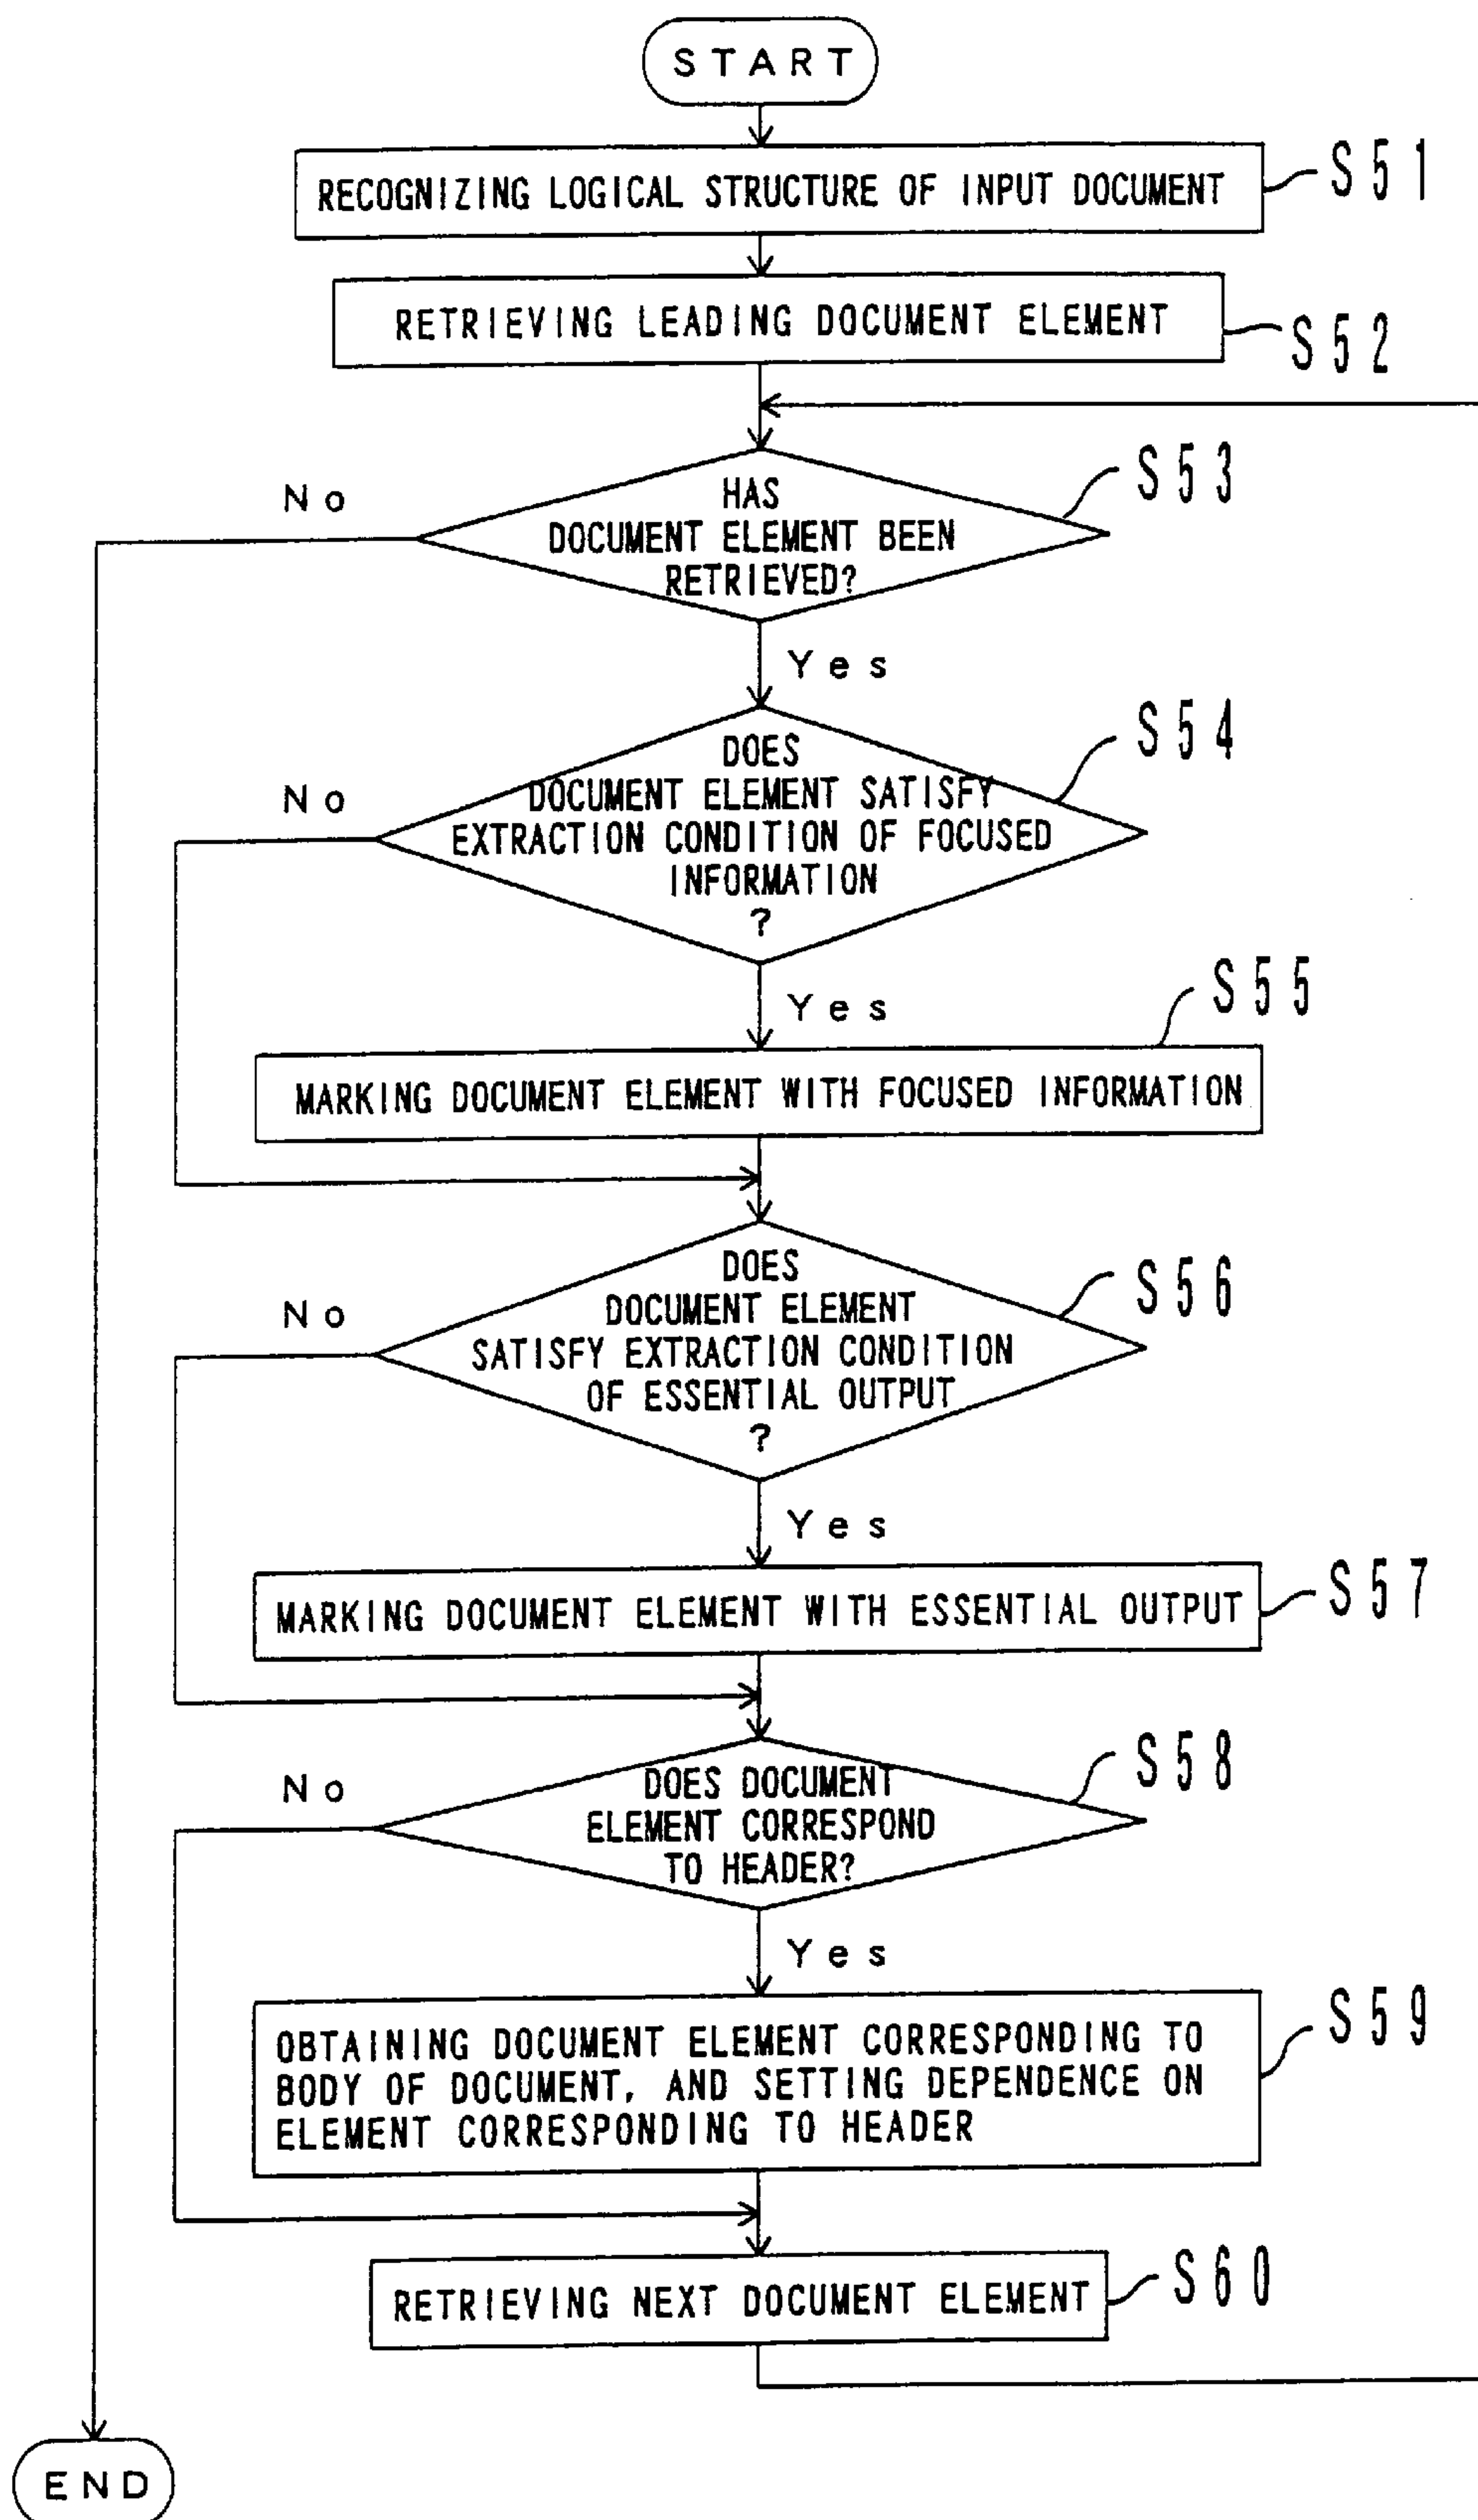 START
RECOGNIZING LOGICAL STRUCTURE OF INPUT DOCUMENT
S51
RETRIEVING LEADING DOCUMENT ELEMENT
S52
S53
No
HAS
DOCUMENT ELEMENT BEEN
RETRIEVED?
Yes
S54
No
DOES
DOCUMENT ELEMENT SATISFY
EXTRACTION CONDITION OF FOCUSED
INFORMATION
?
Yes
S55
MARKING DOCUMENT ELEMENT WITH FOCUSED INFORMATION
S56
No
DOES
DOCUMENT ELEMENT
SATISFY EXTRACTION CONDITION
OF ESSENTIAL OUTPUT
?
Yes
S57
MARKING DOCUMENT ELEMENT WITH ESSENTIAL OUTPUT
S58
No
DOES DOCUMENT
ELEMENT CORRESPOND
TO HEADER?
Yes
S59
OBTAINING DOCUMENT ELEMENT CORRESPONDING TO
BODY OF DOCUMENT, AND SETTING DEPENDENCE ON
ELEMENT CORRESPONDING TO HEADER
S60
RETRIEVING NEXT DOCUMENT ELEMENT
END